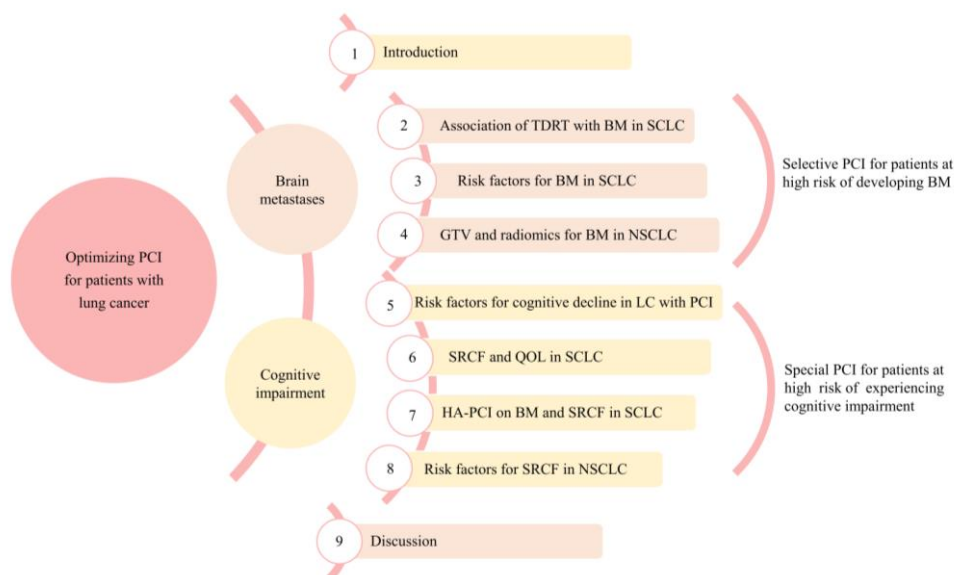 1
Introduction
2
Association of TDRT with BM in SCLC
3
Risk factors for BM in SCLC
4
GTV and radiomics for BM in NSCLC
Brain
metastases
Selective PCI for patients at
high risk of developing BM
Optimizing PCI
for patients with
lung cancer
5
Risk factors for cognitive decline in LC with PCI
6
SRCF and QOL in SCLC
7
HA-PCI on BM and SRCF in SCLC
8
Risk factors for SRCF in NSCLC
Cognitive
impairment
Special PCI for patients at
high risk of experiencing
cognitive impairment
9
Discussion